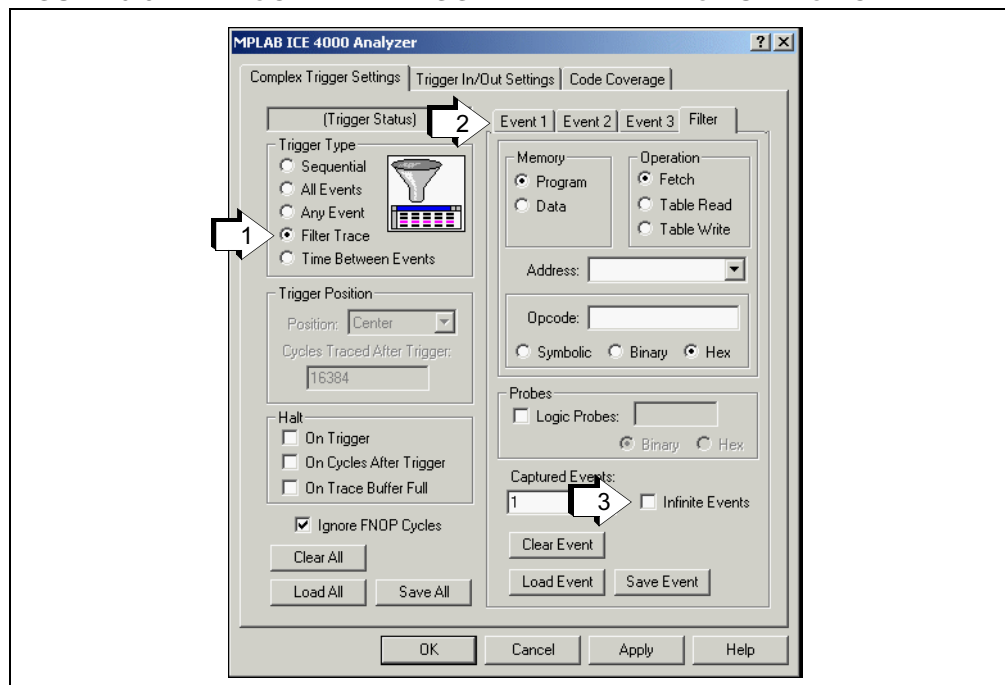 MPLAB ICE 4000 Analyzer
Complex Trigger Settings
Trigger In/Out Settings
Code Coverage
(Trigger Status)
2
Event 1
Event 2
Event 3
Filter
Trigger Type
Sequential
All Events
Any Event
1
Filter Trace
Time Between Events
Trigger Position
Position: Center
Cycles Traced After Trigger:
16384
Halt
On Trigger
On Cycles After Trigger
On Trace Buffer Full
Ignore FNOP Cycles
Clear All
Load All
Save All
Memory
Program
Data
Operation
Fetch
Table Read
Table Write
Address:
Opcode:
Symbolic
Binary
Hex
Probes
Logic Probes:
Binary
Hex
Captured Events:
1
3
Infinite Events
Clear Event
Load Event
Save Event
OK
Cancel
Apply
Help